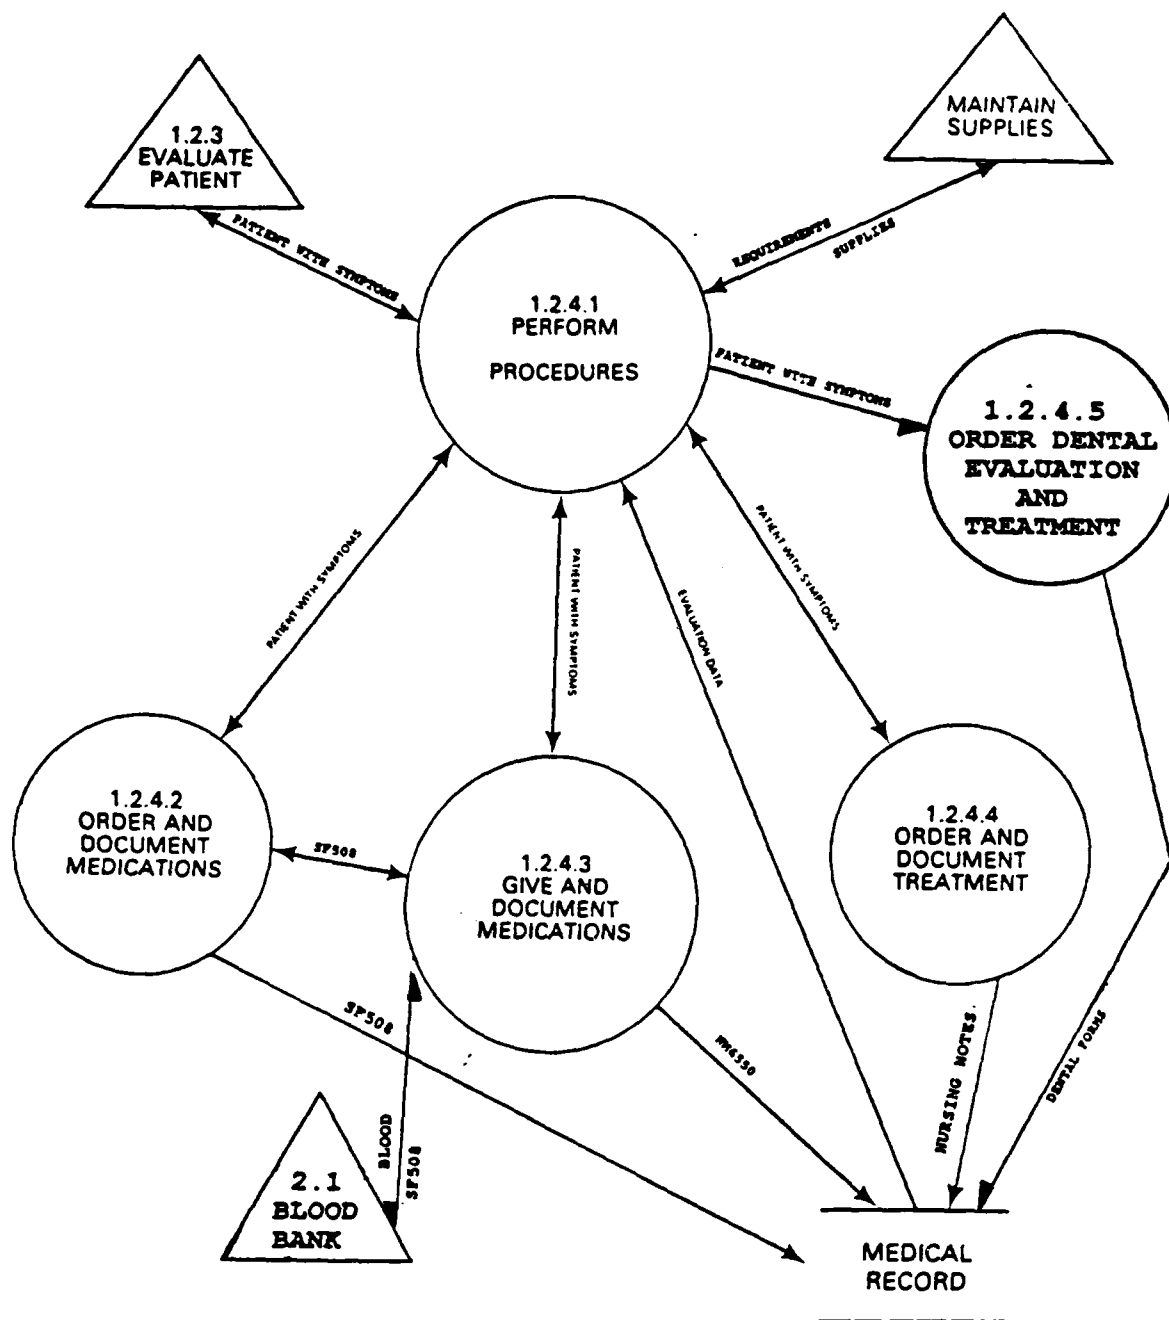 MAINTAIN
SUPPLIES
1.2.3
EVALUATE
PATIENT
PATIENT WITH SYMPTOMS
REQUIREMENTS
SUPPLIES
1.2.4.1
PERFORM
PROCEDURES
PATIENT WITH SYMPTOMS
1.2.4.5
ORDER DENTAL
EVALUATION
AND
TREATMENT
PATIENT WITH SYMPTOMS
PATIENT WITH SYMPTOMS
EVALUATION DATA
PATIENT WITH SYMPTOMS
1.2.4.2
ORDER AND
DOCUMENT
MEDICATIONS
SF508
1.2.4.3
GIVE AND
DOCUMENT
MEDICATIONS
1.2.4.4
ORDER AND
DOCUMENT
TREATMENT
SF508
NM6550
NURSING NOTES
DENTAL FORMS
BLOOD
SF508
2.1
BLOOD
BANK
MEDICAL
RECORD